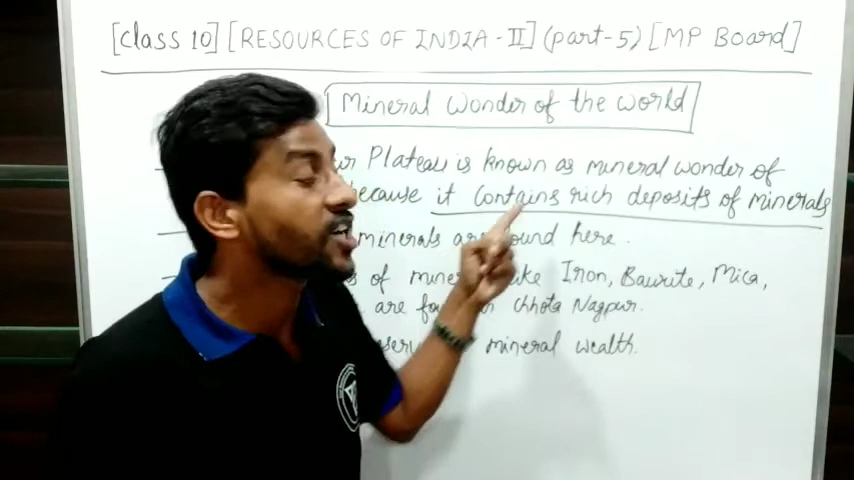 [class 10] [RESOURCES OF INDIA - II] (part-5) [MP Board]
Mineral wonder of the world
Plateau is known as mineral wonder of
because it contains rich deposits of minerals
minerals are found here.
of like Iron, Bauxite, Mica,
are in chhota Nagpur.
mineral wealth.